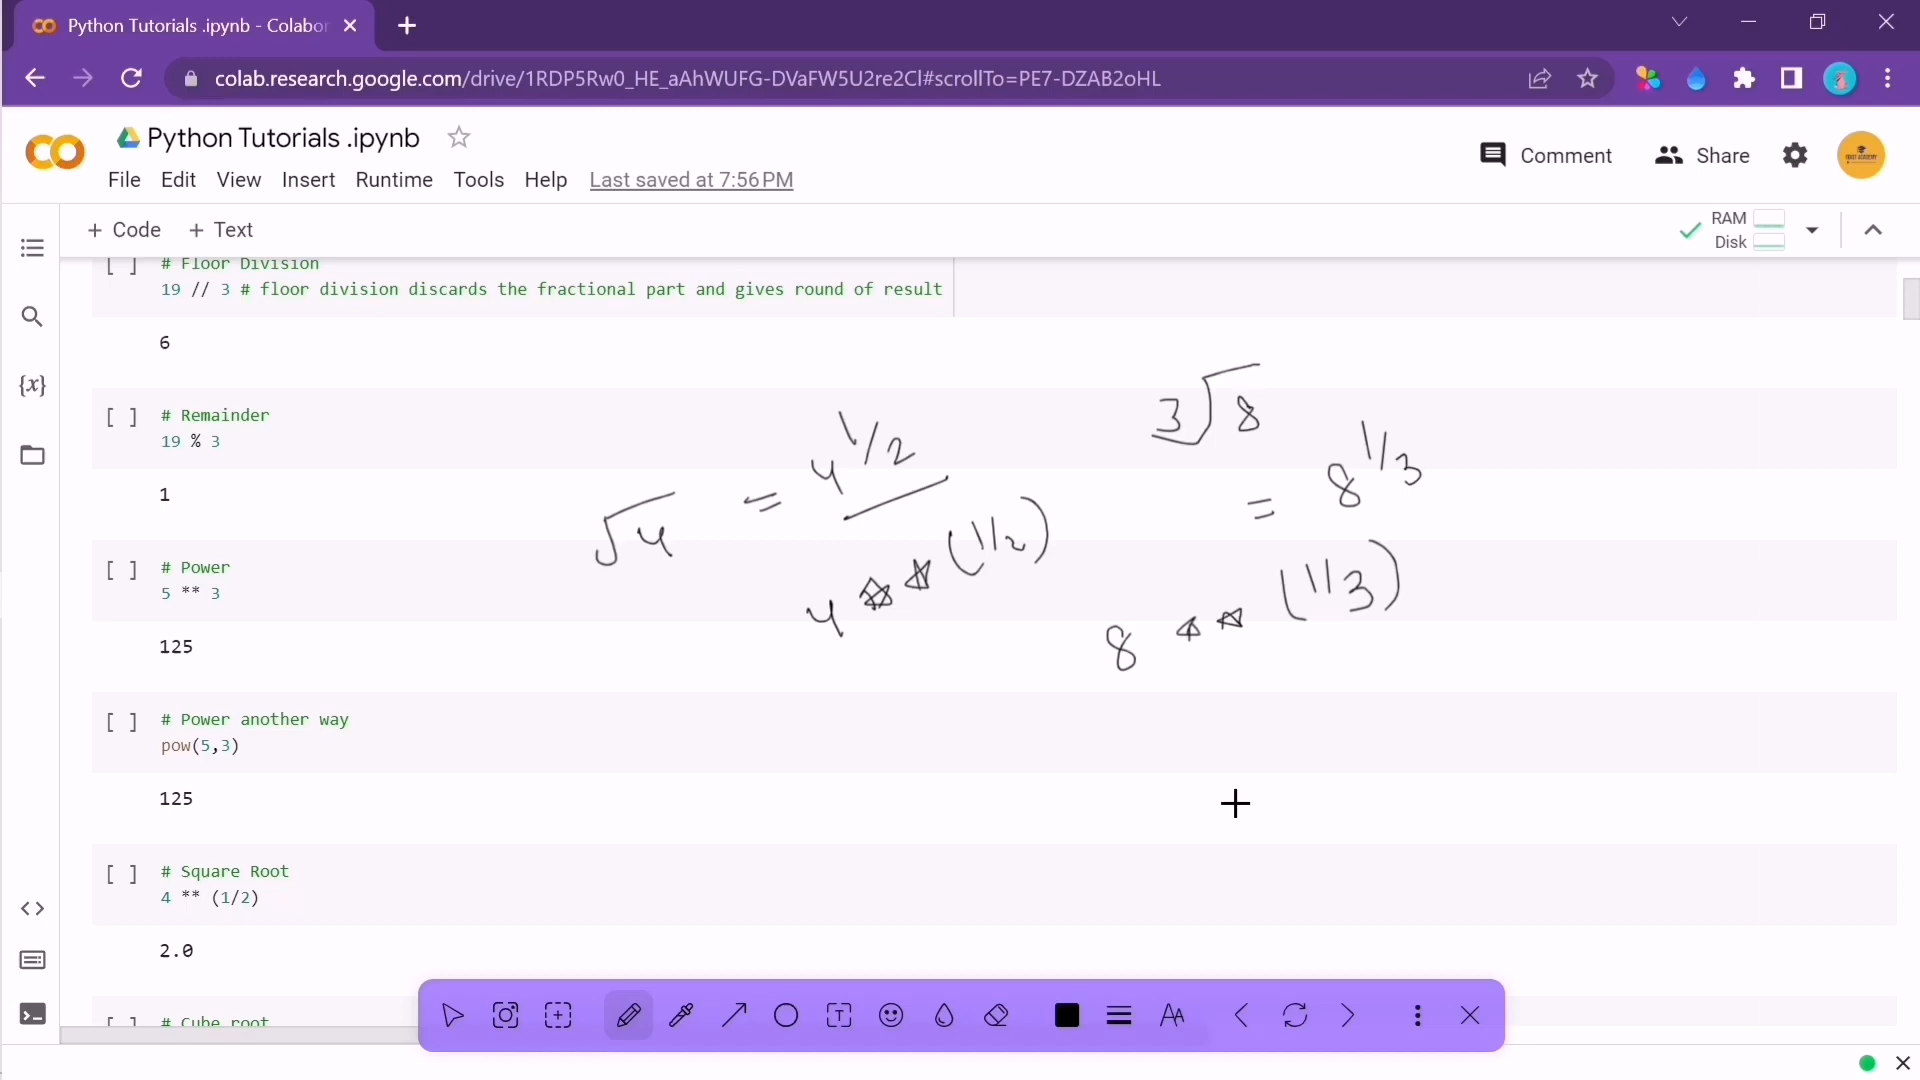 Python Tutorials .ipynb - Colabor
colab.research.google.com/drive/1RDP5Rw0_HE_aAhWUFG-DVaFW5U2re2Cl#scrollTo=PE7-DZAB2oHL
Python Tutorials .ipynb
Comment
Share
File Edit View Insert Runtime Tools Help Last saved at 7:56 PM
+ Code + Text
RAM
Disk
[ ] # Floor Division
19 // 3 # floor division discards the fractional part and gives round of result
6
[ ] # Remainder
19 % 3
1
[ ] # Power
5 ** 3
125
[ ] # Power another way
pow(5,3)
125
[ ] # Square Root
4 ** (1/2)
2.0
[ ] # Cube root
√4 = 4^1/2
4 ** (1/2)
3√8
= 8^1/3
8 ** (1/3)
{x}